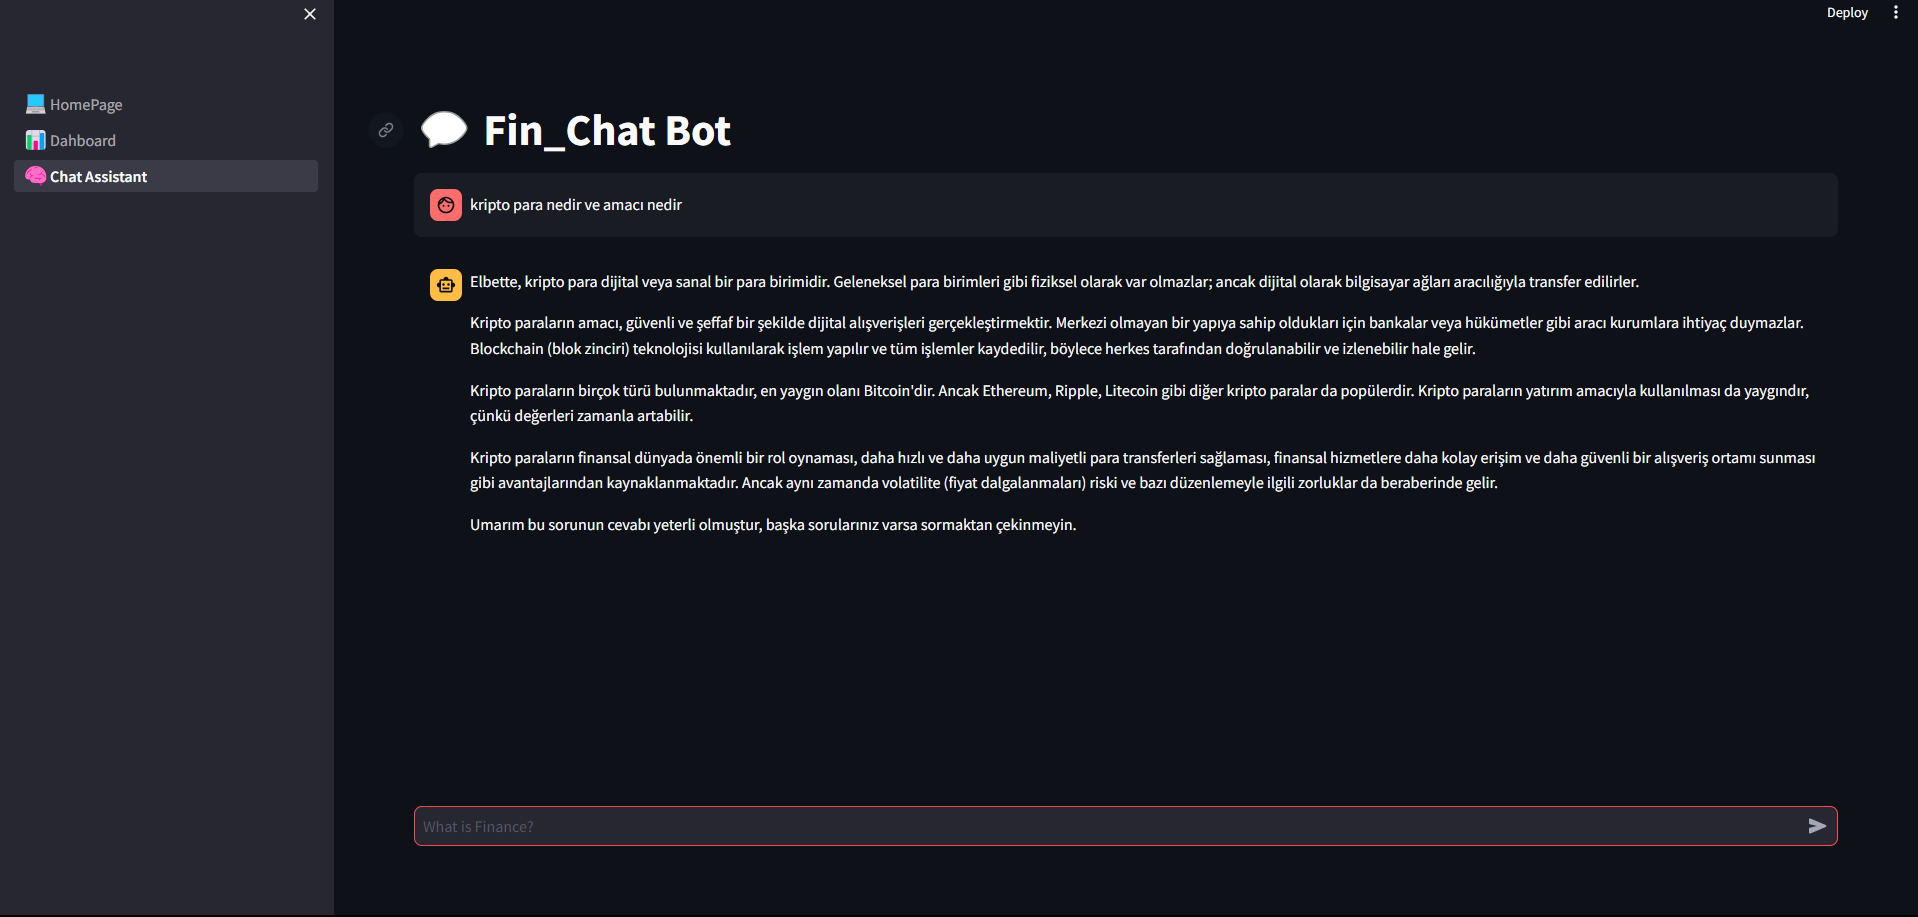 Deploy
HomePage
Dahboard
Chat Assistant
Fin_Chat Bot
kripto para nedir ve amacı nedir
Elbette, kripto para dijital veya sanal bir para birimidir. Geleneksel para birimleri gibi fiziksel olarak var olmazlar; ancak dijital olarak bilgisayar ağları aracılığıyla transfer edilirler.
Kripto paraların amacı, güvenli ve şeffaf bir şekilde dijital alışverişleri gerçekleştirmektir. Merkezi olmayan bir yapıya sahip oldukları için bankalar veya hükümetler gibi aracı kurumlara ihtiyaç duymazlar.
Blockchain (blok zinciri) teknolojisi kullanılarak işlem yapılır ve tüm işlemler kaydedilir, böylece herkes tarafından doğrulanabilir ve izlenebilir hale gelir.
Kripto paraların birçok türü bulunmaktadır, en yaygın olanı Bitcoin'dir. Ancak Ethereum, Ripple, Litecoin gibi diğer kripto paralar da popülerdir. Kripto paraların yatırım amacıyla kullanılması da yaygındır,
çünkü değerleri zamanla artabilir.
Kripto paraların finansal dünyada önemli bir rol oynaması, daha hızlı ve daha uygun maliyetli para transferleri sağlaması, finansal hizmetlere daha kolay erişim ve daha güvenli bir alışveriş ortamı sunması
gibi avantajlarından kaynaklanmaktadır. Ancak aynı zamanda volatilite (fiyat dalgalanmaları) riski ve bazı düzenlemeyle ilgili zorluklar da beraberinde gelir.
Umarım bu sorunun cevabı yeterli olmuştur, başka sorularınız varsa sormaktan çekinmeyin.
What is Finance?